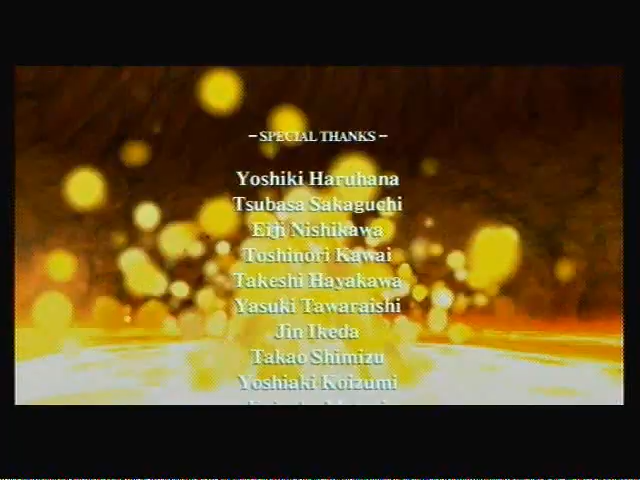 – SPECIAL THANKS –
Yoshiki Haruhana
Tsubasa Sakaguchi
Eiji Nishikawa
Toshinori Kawai
Takeshi Hayakawa
Yasuki Tawaraishi
Jin Ikeda
Takao Shimizu
Yoshiaki Koizumi